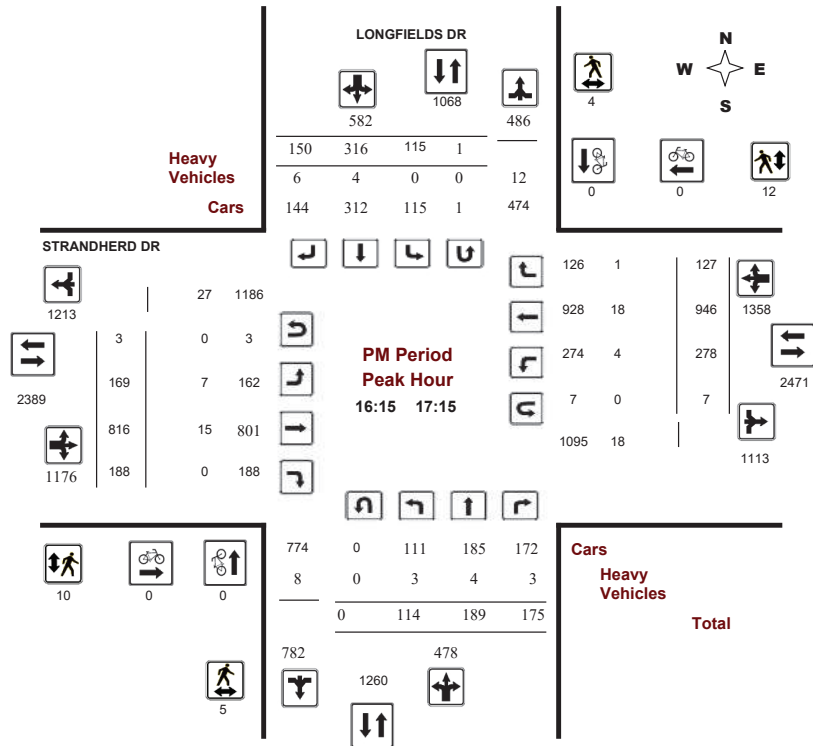 LONGFIELDS DR
N
W E
S
1068
4
582
486
150 316 115 1
Heavy
Vehicles
6 4 0 0 12
Cars
144 312 115 1 474
0 0 12
STRANDHERD DR
1213
27 1186
126 1 127
1358
3 0 3
928 18 946
2389
169 7 162
PM Period
Peak Hour
16:15 17:15
274 4 278
2471
816 15 801
7 0 7
1176
188 0 188
1095 18
1113
774 0 111 185 172
Cars
8 0 3 4 3
Heavy
Vehicles
10 0 0
0 114 189 175
Total
782 478
1260
5